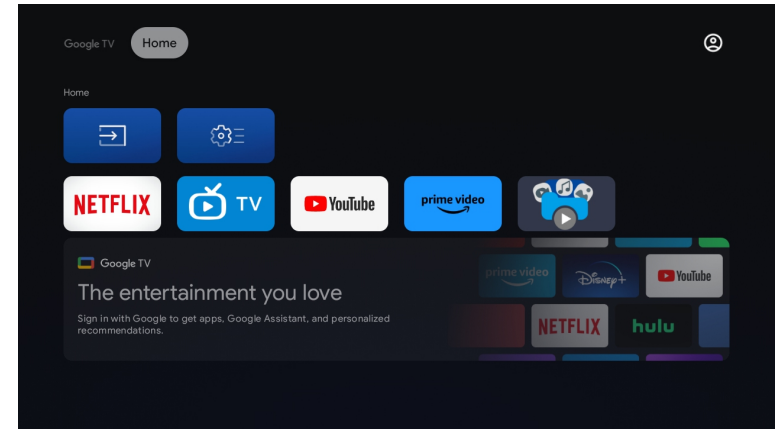 Google TV
Home
Home
NETFLIX
TV
YouTube
prime video
Google TV
The entertainment you love
Sign in with Google to get apps, Google Assistant, and personalized
recommendations.
prime video
Disney+
YouTube
NETFLIX
hulu